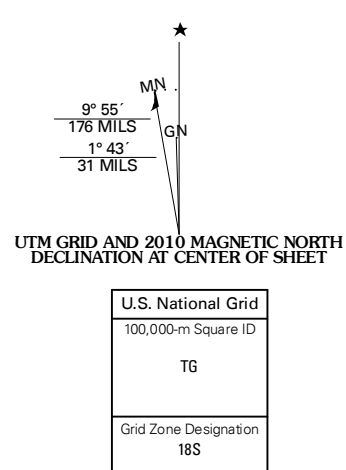 ★
MN
9° 55´
176 MILS
GN
1° 43´
31 MILS
UTM GRID AND 2010 MAGNETIC NORTH
DECLINATION AT CENTER OF SHEET
U.S. National Grid
100,000-m Square ID
TG
Grid Zone Designation
18S